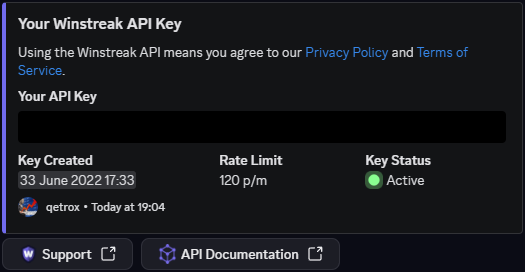 Your Winstreak API Key
Using the Winstreak API means you agree to our Privacy Policy and Terms of
Service.
Your API Key
Key Created Rate Limit Key Status
33 June 2022 17:33 120 p/m Active
qetrox • Today at 19:04
W Support API Documentation